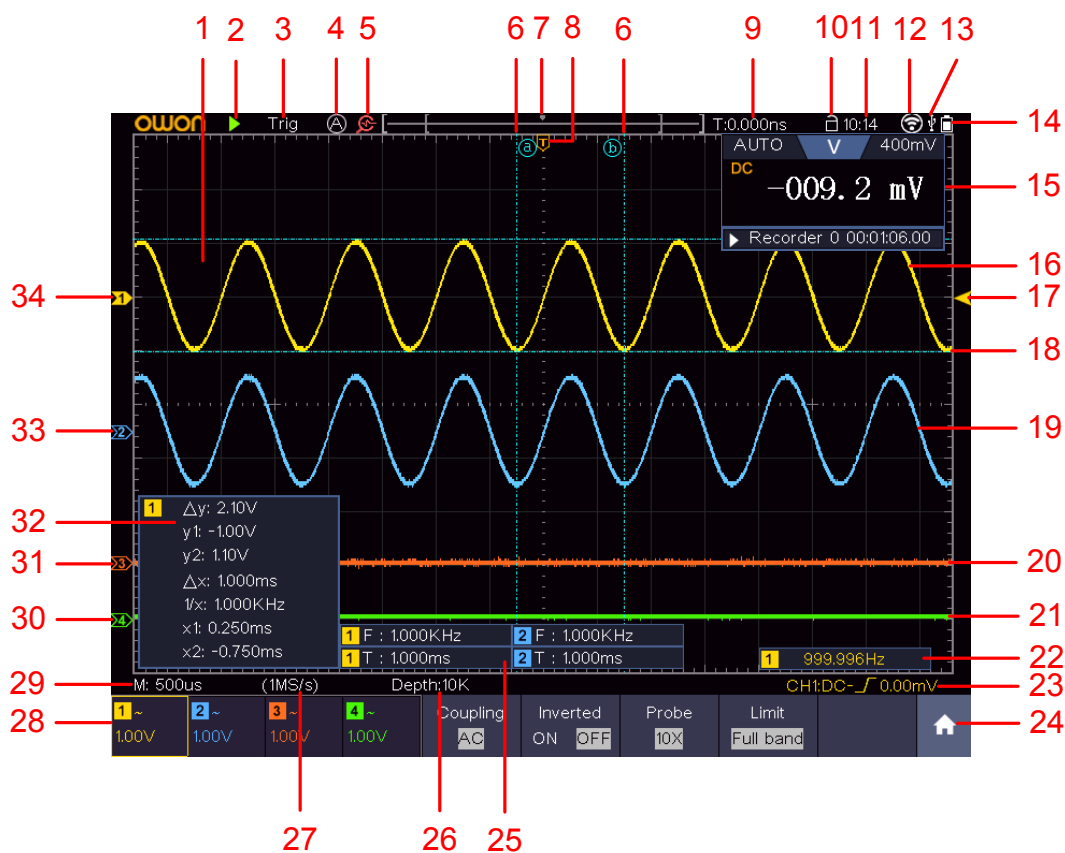 1 2 3 4 5 6 7 8 6 9 10 11 12 13
owon Trig A T:0.000ns 10:14
14
a T b
AUTO V 400mV
DC
-009.2 mV
15
Recorder 0 00:01:06.00
16
34 1 17
18
33 2 19
32
1 Δy: 2.10V
y1: -1.00V
y2: 1.10V
Δx: 1.000ms
1/x: 1.000KHz
x1: 0.250ms
x2: -0.750ms
31 3 20
30 4 21
1 F : 1.000KHz 2 F : 1.000KHz
1 T : 1.000ms 2 T : 1.000ms
1 999.996Hz 22
29 M: 500us (1MS/s) Depth:10K CH1:DC- 0.00mV 23
28
1 ~ 2 ~ 3 ~ 4 ~ Coupling Inverted Probe Limit
1.00V 1.00V 1.00V 1.00V AC ON OFF 10X Full band
24
27 26 25